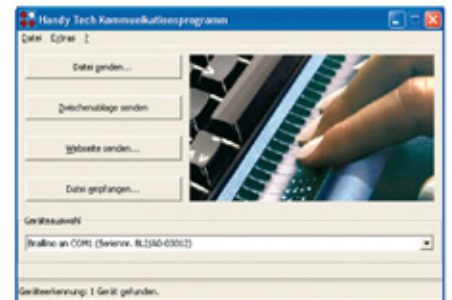 Handy Tech Kommunikationsprogramm
Datei Extras ?
Datei senden...
Zwischenablage senden
Webseite senden...
Datei empfangen...
Geräteauswahl
Braillino an COM1 (Seriennr. BL2/A0-03012)
Geräteerkennung: 1 Gerät gefunden.